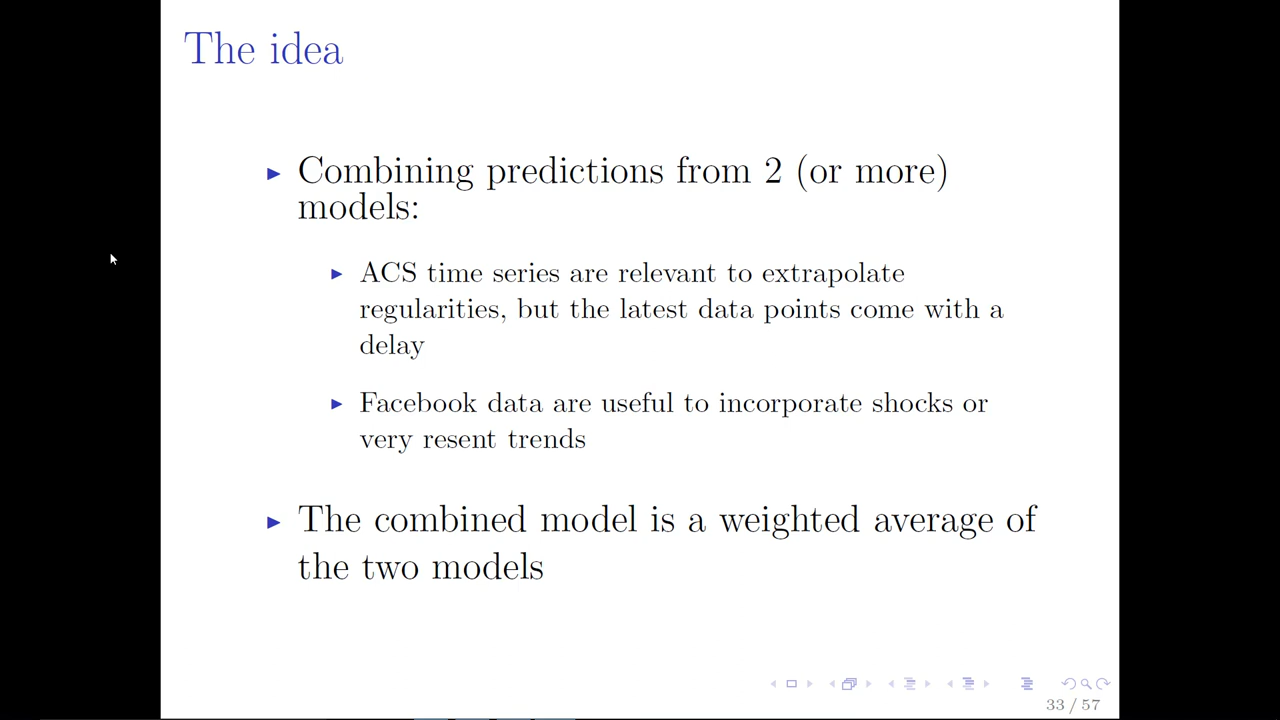 The idea
Combining predictions from 2 (or more)
models:
ACS time series are relevant to extrapolate
regularities, but the latest data points come with a
delay
Facebook data are useful to incorporate shocks or
very resent trends
The combined model is a weighted average of
the two models
33 / 57